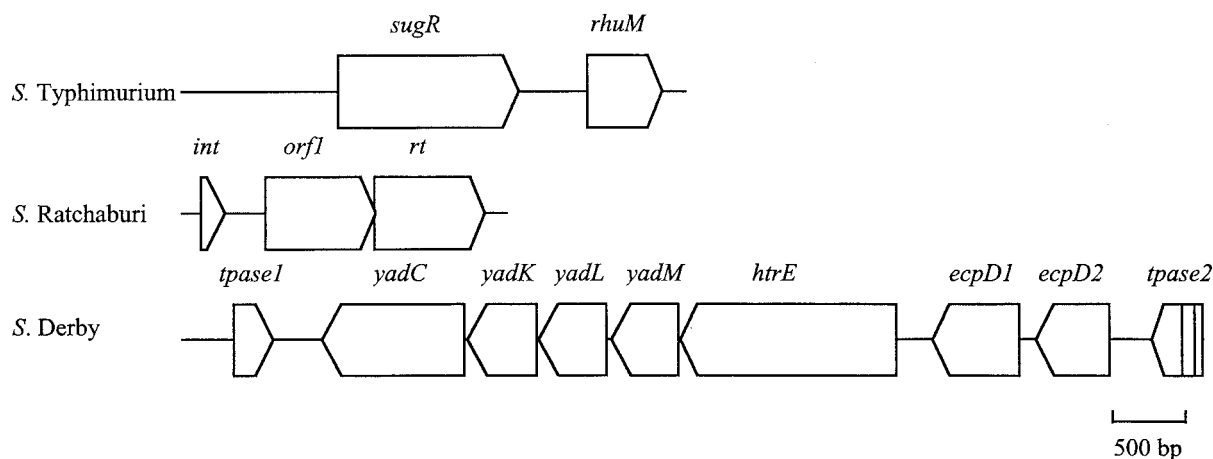 sugR rhuM
S. Typhimurium
int orf1 rt
S. Ratchaburi
tpase1 yadC yadK yadL yadM htrE ecpD1 ecpD2 tpase2
S. Derby
500 bp